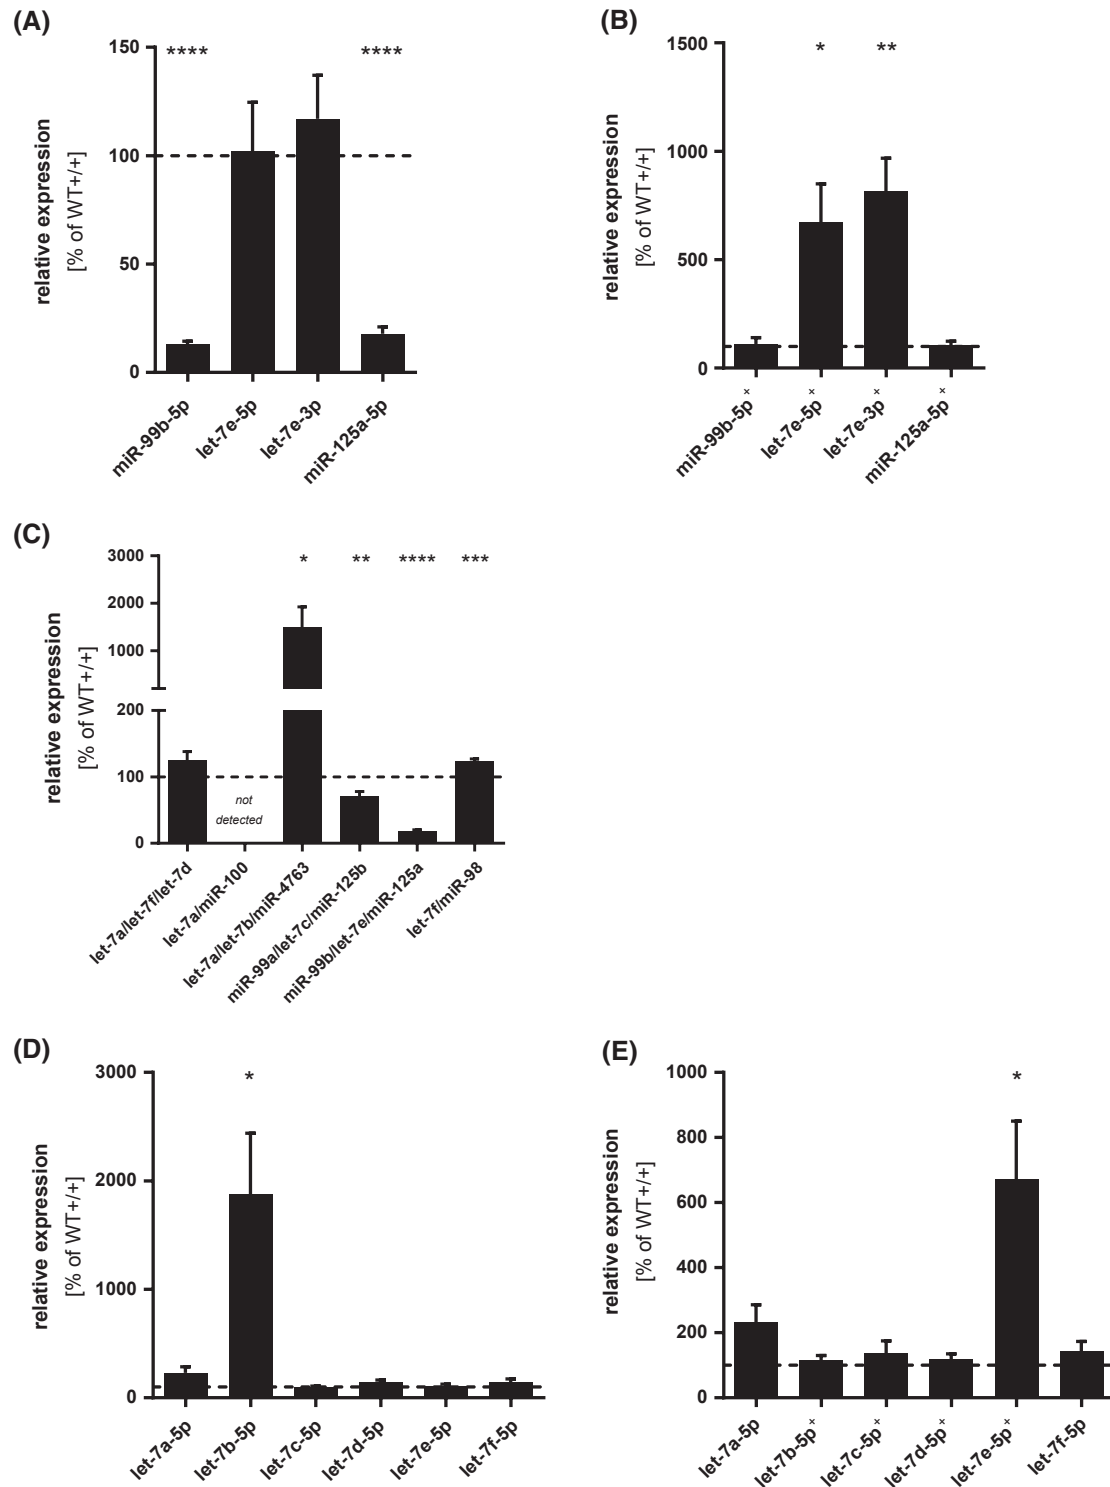 (A)
relative expression
[% of WT+/+]
150
100
50
0
**** ****
miR-99b-5p
let-7e-5p
let-7e-3p
miR-125a-5p
(B)
relative expression
[% of WT+/+]
1500
1000
500
0
* **
miR-99b-5p+
let-7e-5p+
let-7e-3p+
miR-125a-5p+
(C)
relative expression
[% of WT+/+]
3000
2000
1000
200
100
0
* ** **** ***
not
detected
let-7a/let-7f/let-7d
let-7a/miR-100
let-7a/let-7b/miR-4763
miR-99a/let-7c/miR-125b
miR-99b/let-7e/miR-125a
let-7f/miR-98
(D)
relative expression
[% of WT+/+]
3000
2000
1000
0
*
let-7a-5p
let-7b-5p
let-7c-5p
let-7d-5p
let-7e-5p
let-7f-5p
(E)
relative expression
[% of WT+/+]
1000
800
600
400
200
0
*
let-7a-5p
let-7b-5p+
let-7c-5p+
let-7d-5p+
let-7e-5p+
let-7f-5p